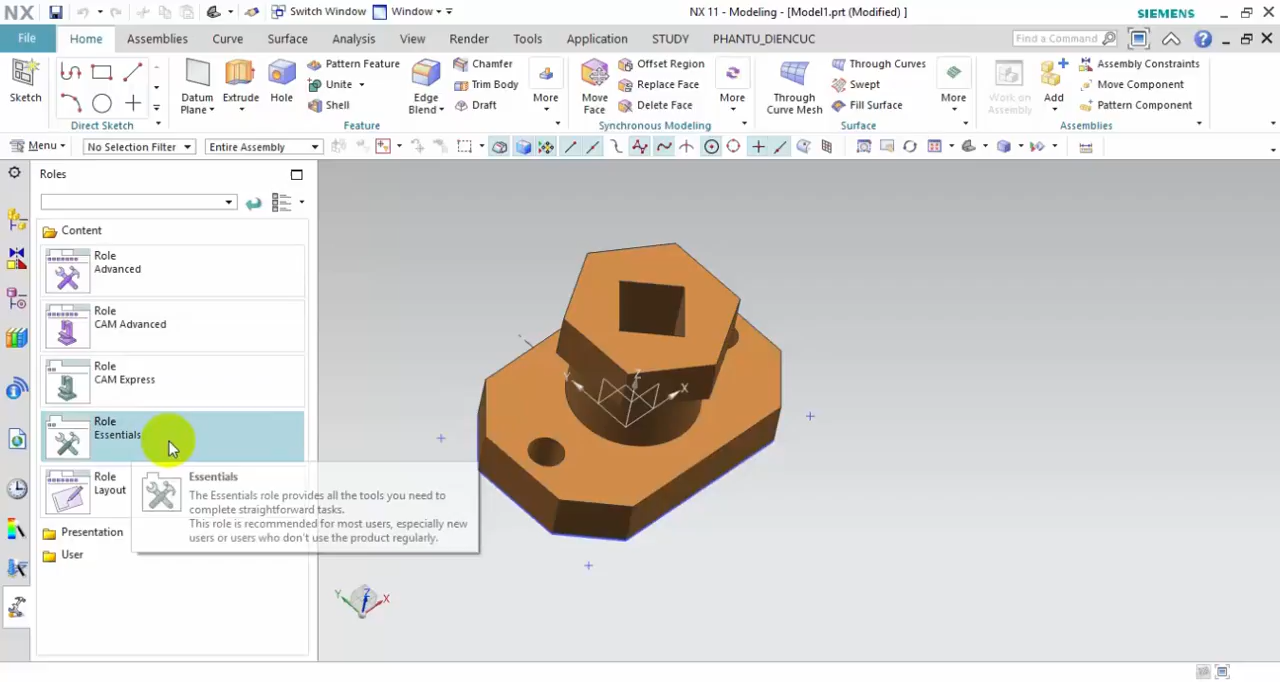 NX
Switch Window
Window
NX 11 - Modeling - [Model1.prt (Modified) ]
SIEMENS
File
Home
Assemblies
Curve
Surface
Analysis
View
Render
Tools
Application
STUDY
PHANTU_DIENCUC
Find a Command
Sketch
Direct Sketch
Datum
Plane
Extrude
Hole
Pattern Feature
Unite
Shell
Edge
Blend
Chamfer
Trim Body
Draft
More
Feature
Move
Face
Offset Region
Replace Face
Delete Face
More
Synchronous Modeling
Through
Curve Mesh
Through Curves
Swept
Fill Surface
More
Surface
Work on
Assembly
Add
Assembly Constraints
Move Component
Pattern Component
Assemblies
Menu
No Selection Filter
Entire Assembly
Roles
Content
Role
Advanced
Role
CAM Advanced
Role
CAM Express
Role
Essentials
Role
Layout
Presentation
User
Essentials
The Essentials role provides all the tools you need to
complete straightforward tasks.
This role is recommended for most users, especially new
users or users who don't use the product regularly.
Y
Z
X
Y
Z
X